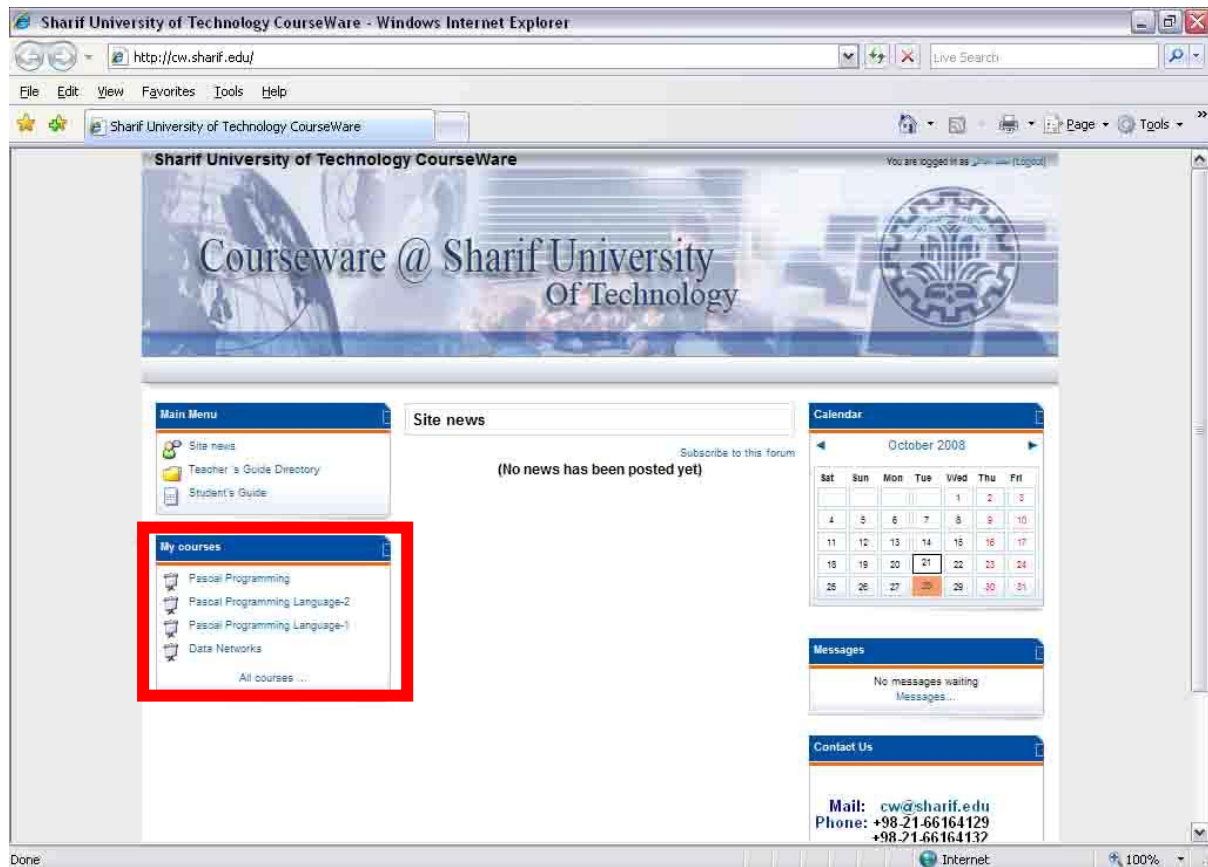 Sharif University of Technology CourseWare - Windows Internet Explorer
http://cw.sharif.edu/
Live Search
File Edit View Favorites Tools Help
Sharif University of Technology CourseWare
Page Tools
Sharif University of Technology CourseWare
You are logged in as (Logout)
Courseware @ Sharif University
Of Technology
Main Menu
Site news
Teacher`s Guide Directory
Student's Guide
My courses
Pascal Programming
Pascal Programming Language-2
Pascal Programming Language-1
Data Networks
All courses ...
Site news
Subscribe to this forum
(No news has been posted yet)
Calendar
October 2008
Sat Sun Mon Tue Wed Thu Fri
1 2 3
4 5 6 7 8 9 10
11 12 13 14 15 16 17
18 19 20 21 22 23 24
25 26 27 28 29 30 31
Messages
No messages waiting
Messages...
Contact Us
Mail: cw@sharif.edu
Phone: +98-21-66164129
+98-21-66164132
Done
Internet
100%